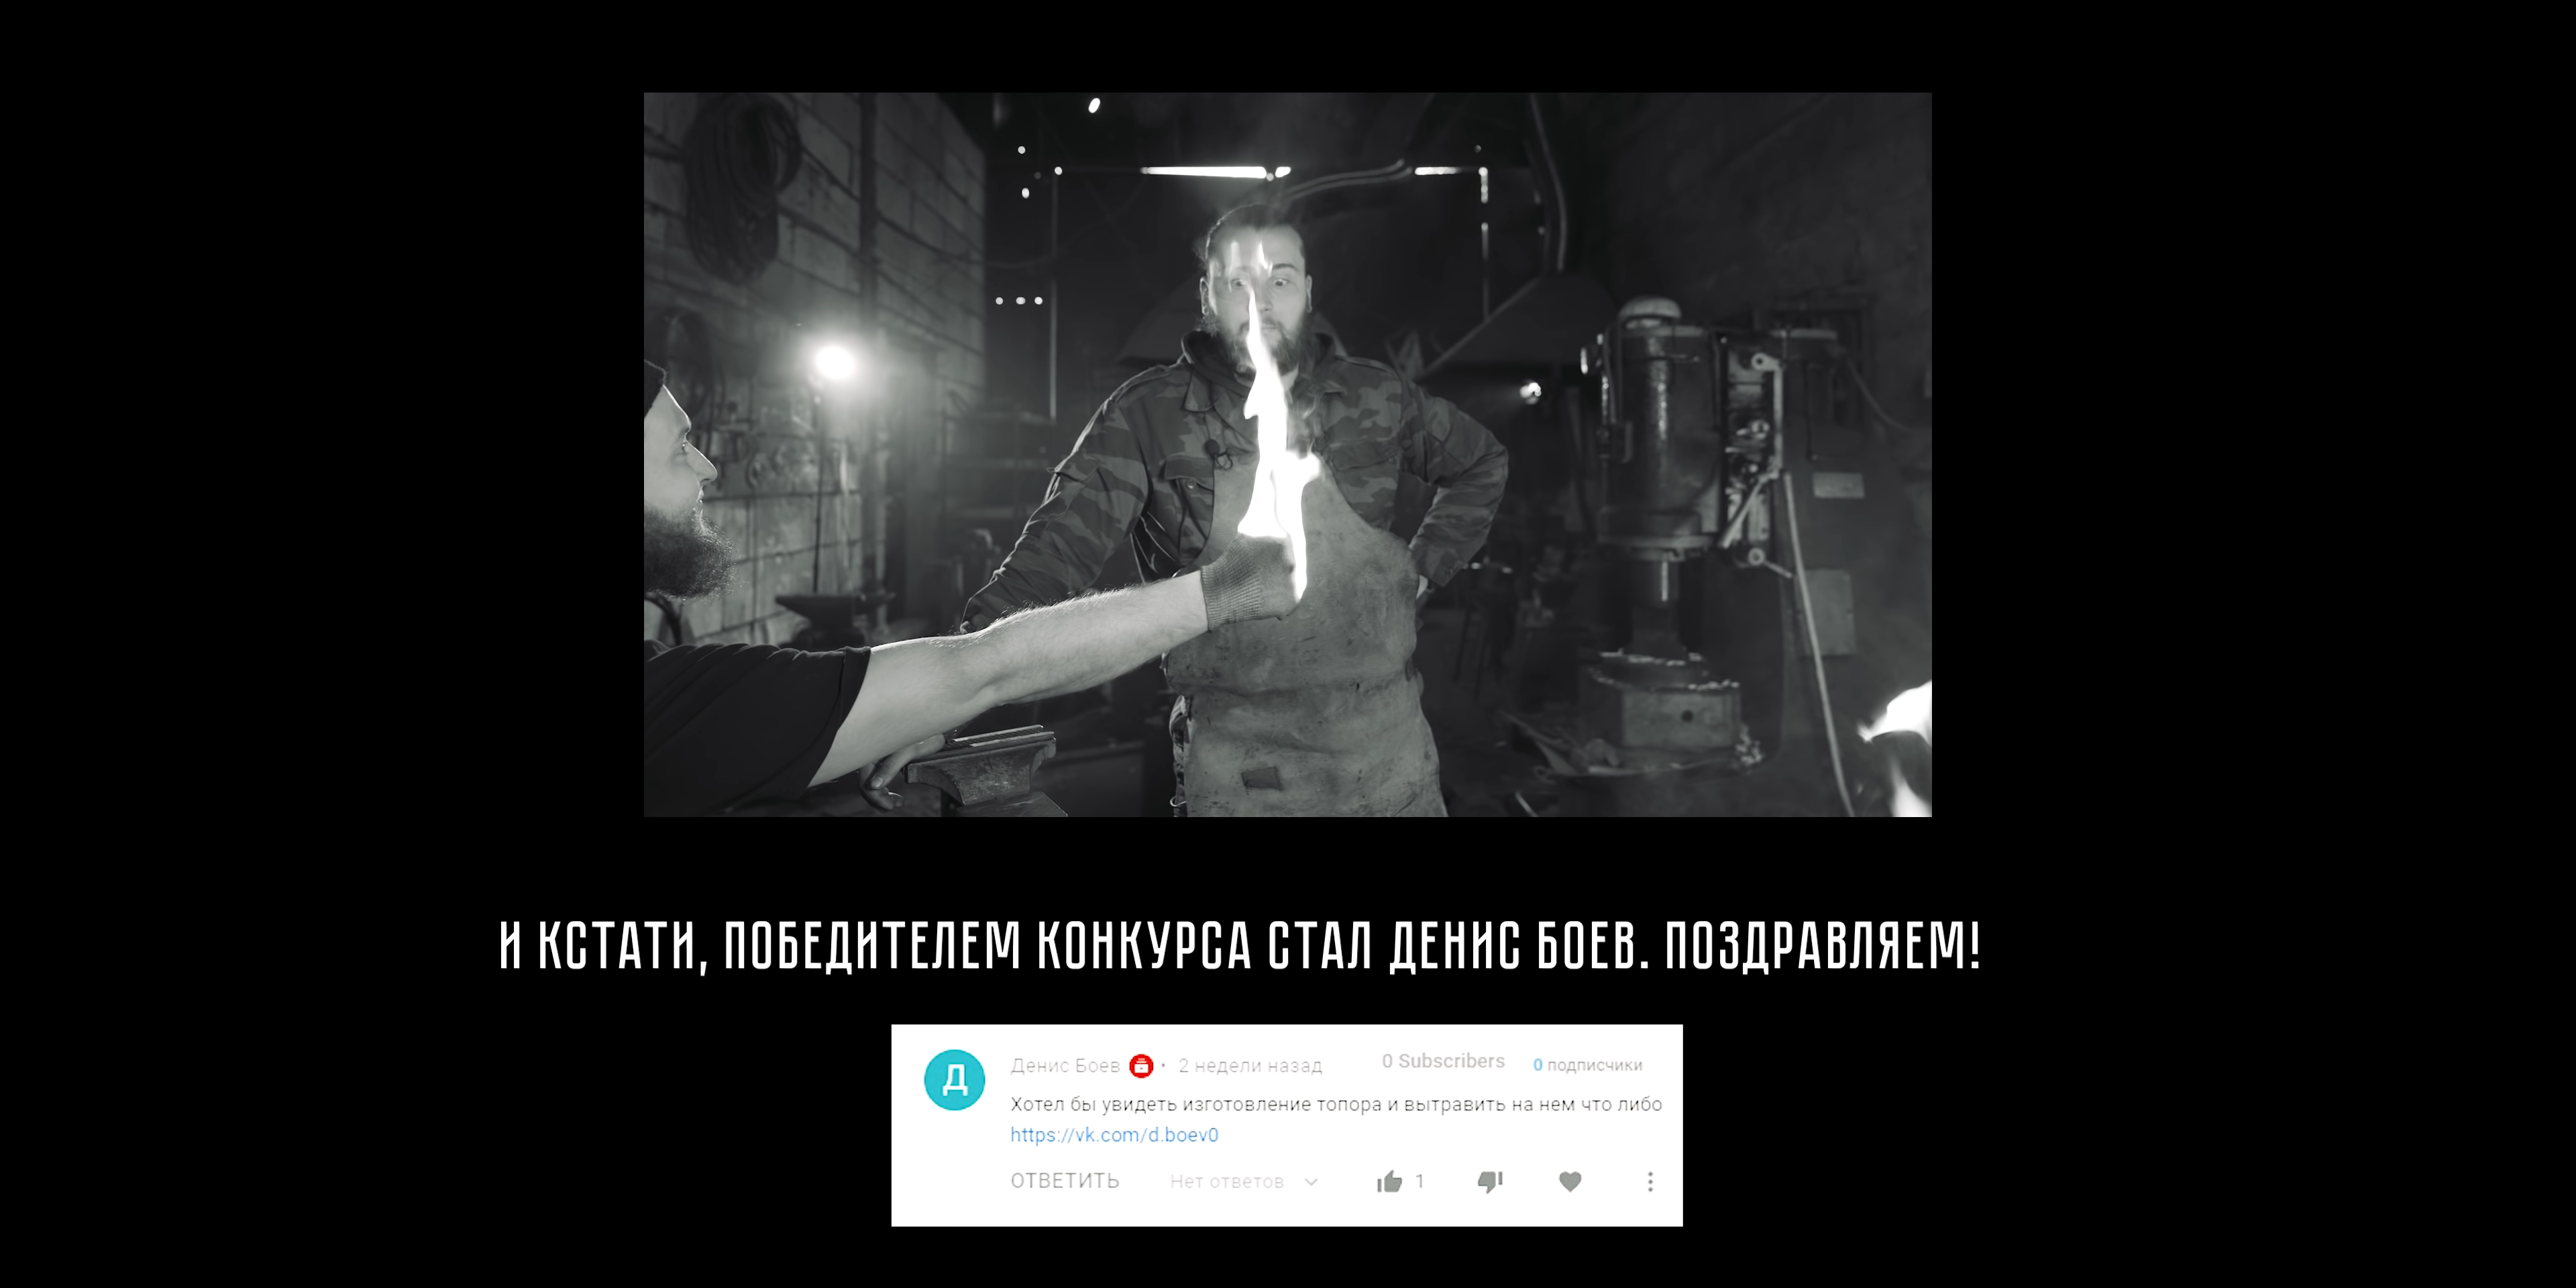 И КСТАТИ, ПОБЕДИТЕЛЕМ КОНКУРСА СТАЛ ДЕНИС БОЕВ. ПОЗДРАВЛЯЕМ!
Д
Денис Боев • 2 недели назад 0 Subscribers 0 подписчики
Хотел бы увидеть изготовление топора и вытравить на нем что либо
https://vk.com/d.boev0
ОТВЕТИТЬ Нет ответов 1